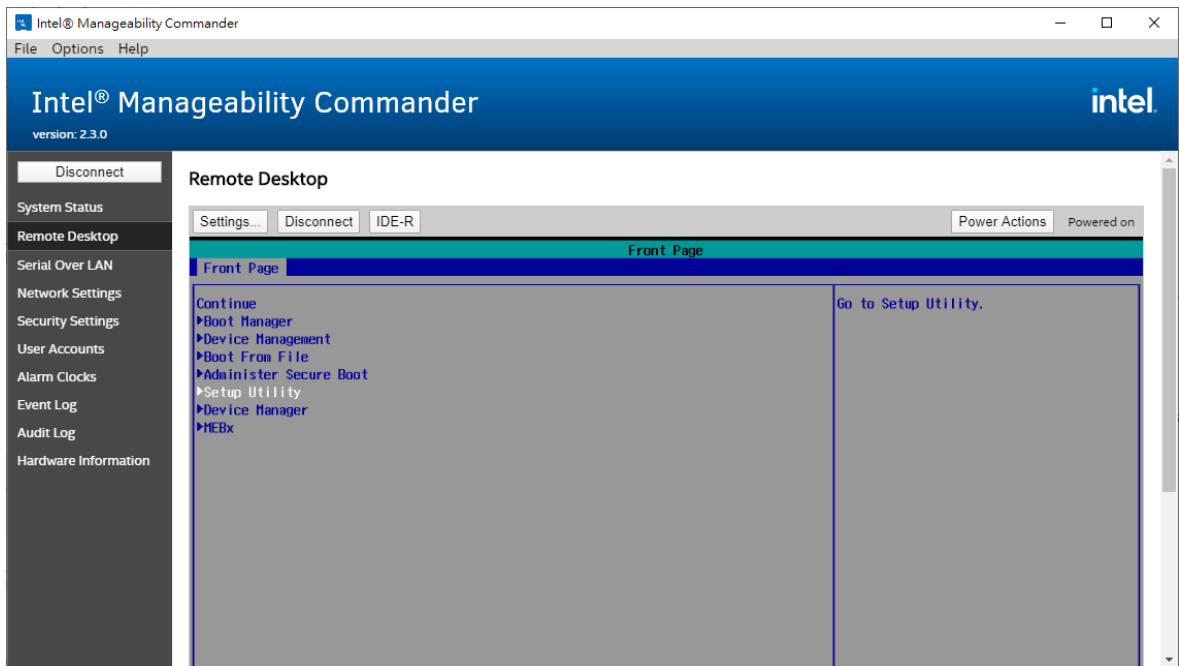 Intel® Manageability Commander
File Options Help
Intel® Manageability Commander
intel.
version: 2.3.0
Disconnect
System Status
Remote Desktop
Serial Over LAN
Network Settings
Security Settings
User Accounts
Alarm Clocks
Event Log
Audit Log
Hardware Information
Remote Desktop
Settings... Disconnect IDE-R Power Actions Powered on
Front Page
Front Page
Continue
Boot Manager
Device Management
Boot From File
Administer Secure Boot
Setup Utility
Device Manager
MEBx
Go to Setup Utility.